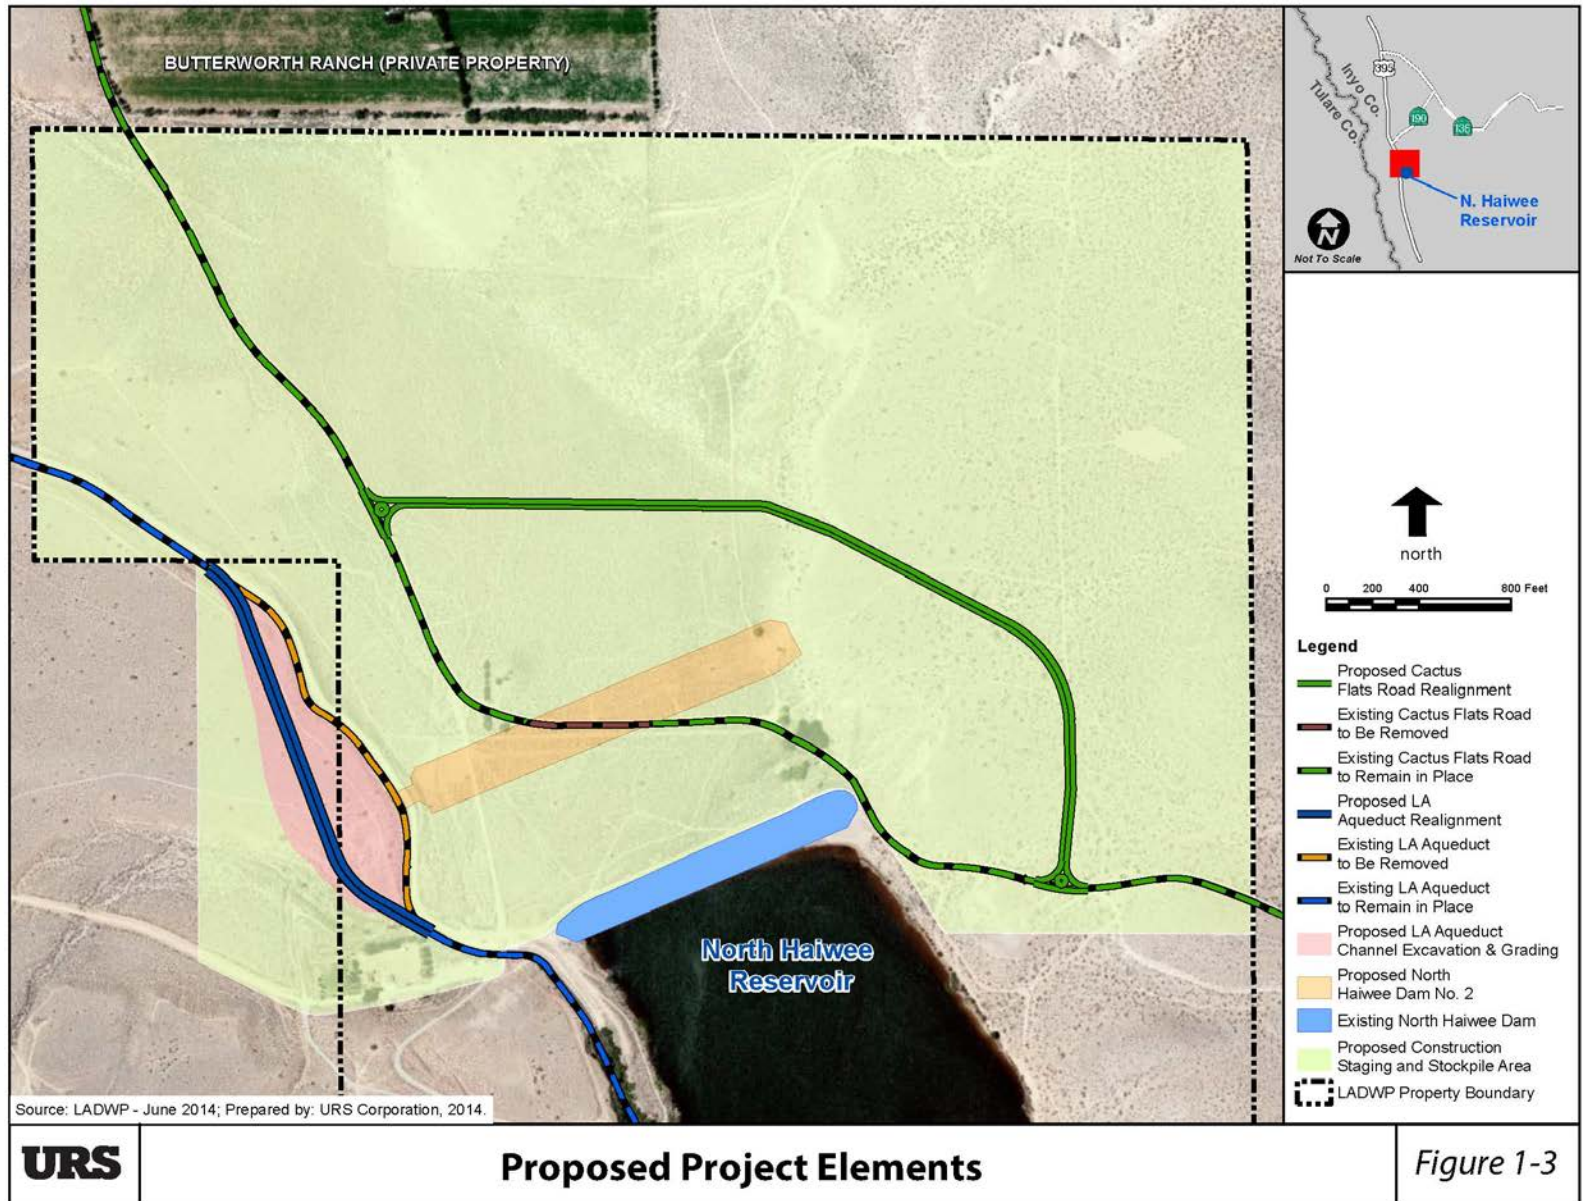 BUTTERWORTH RANCH (PRIVATE PROPERTY)
395
Inyo Co.
Tulare Co.
190
136
N. Haiwee
Reservoir
N
Not To Scale
north
0 200 400 800 Feet
Legend
Proposed Cactus
Flats Road Realignment
Existing Cactus Flats Road
to Be Removed
Existing Cactus Flats Road
to Remain in Place
Proposed LA
Aqueduct Realignment
Existing LA Aqueduct
to Be Removed
Existing LA Aqueduct
to Remain in Place
Proposed LA Aqueduct
Channel Excavation & Grading
Proposed North
Haiwee Dam No. 2
Existing North Haiwee Dam
Proposed Construction
Staging and Stockpile Area
LADWP Property Boundary
North Haiwee
Reservoir
Source: LADWP - June 2014; Prepared by: URS Corporation, 2014.
URS
Proposed Project Elements
Figure 1-3